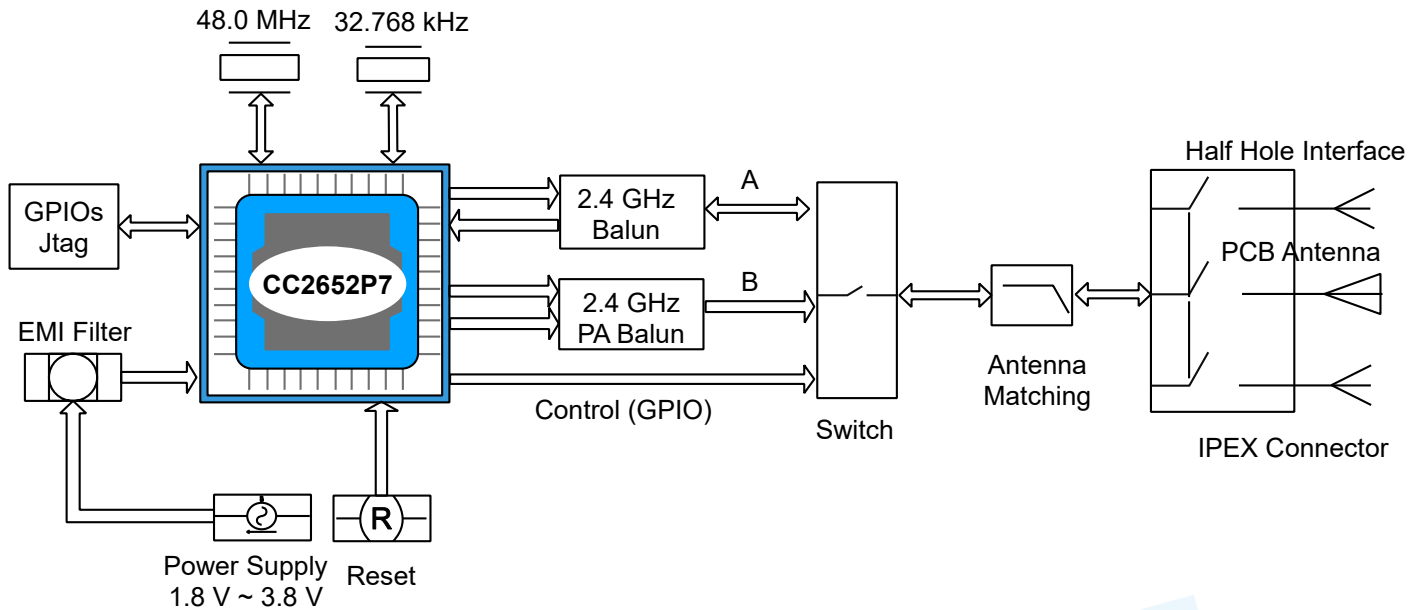 48.0 MHz
32.768 kHz
Half Hole Interface
GPIOs
Jtag
2.4 GHz
Balun
A
PCB Antenna
CC2652P7
2.4 GHz
PA Balun
B
EMI Filter
Antenna
Matching
Control (GPIO)
Switch
IPEX Connector
R
Power Supply
1.8 V ~ 3.8 V
Reset